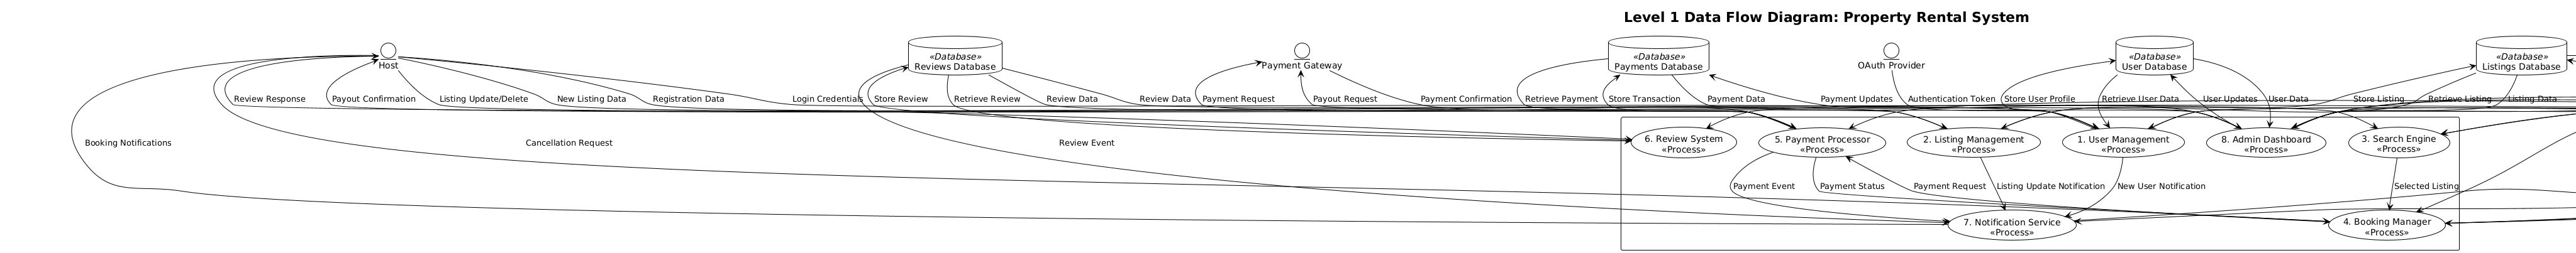 Level 1 Data Flow Diagram: Property Rental System
Host
«Database»
Reviews Database
Payment Gateway
«Database»
Payments Database
OAuth Provider
«Database»
User Database
«Database»
Listings Database
Review Response
Payout Confirmation
Listing Update/Delete
New Listing Data
Registration Data
Login Credentials
Store Review
Retrieve Review
Review Data
Review Data
Payment Request
Payout Request
Payment Confirmation
Retrieve Payment
Store Transaction
Payment Data
Payment Updates
Authentication Token
Store User Profile
Retrieve User Data
User Updates
User Data
Store Listing
Retrieve Listing
Listing Data
Booking Notifications
Cancellation Request
Review Event
6. Review System
«Process»
5. Payment Processor
«Process»
2. Listing Management
«Process»
1. User Management
«Process»
8. Admin Dashboard
«Process»
3. Search Engine
«Process»
Payment Event
Payment Status
Payment Request
Listing Update Notification
New User Notification
Selected Listing
7. Notification Service
«Process»
4. Booking Manager
«Process»